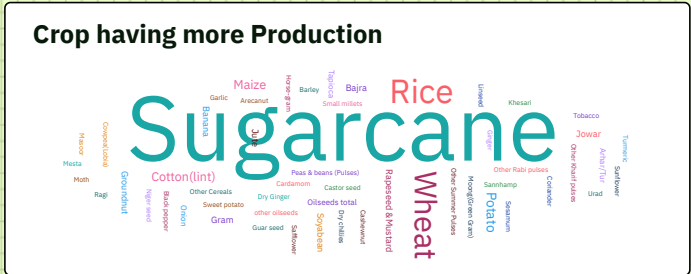 Crop having more Production
Sugarcane
Rice
Wheat
Maize
Horse-gram
Barley
Tapioca
Bajra
Small millets
Garlic
Arecanut
Banana
Jute
Linseed
Khesari
Ginger
Tobacco
Jowar
Other Kharif pulses
Arhar/Tur
Turmeric
Sunflower
Urad
Cowpea(Lobia)
Masoor
Mesta
Moth
Ragi
Groundnut
Cotton(lint)
Niger seed
Black pepper
Onion
Other Cereals
Sweet potato
Gram
Peas & beans (Pulses)
Cardamom
Castor seed
Dry Ginger
Oilseeds total
other oilseeds
Guar seed
Safflower
Soyabean
Dry chillies
Cashewnut
Rapeseed & Mustard
Other Summer Pulses
Moong(Green Gram)
Other Rabi pulses
Sannhamp
Potato
Sesamum
Coriander